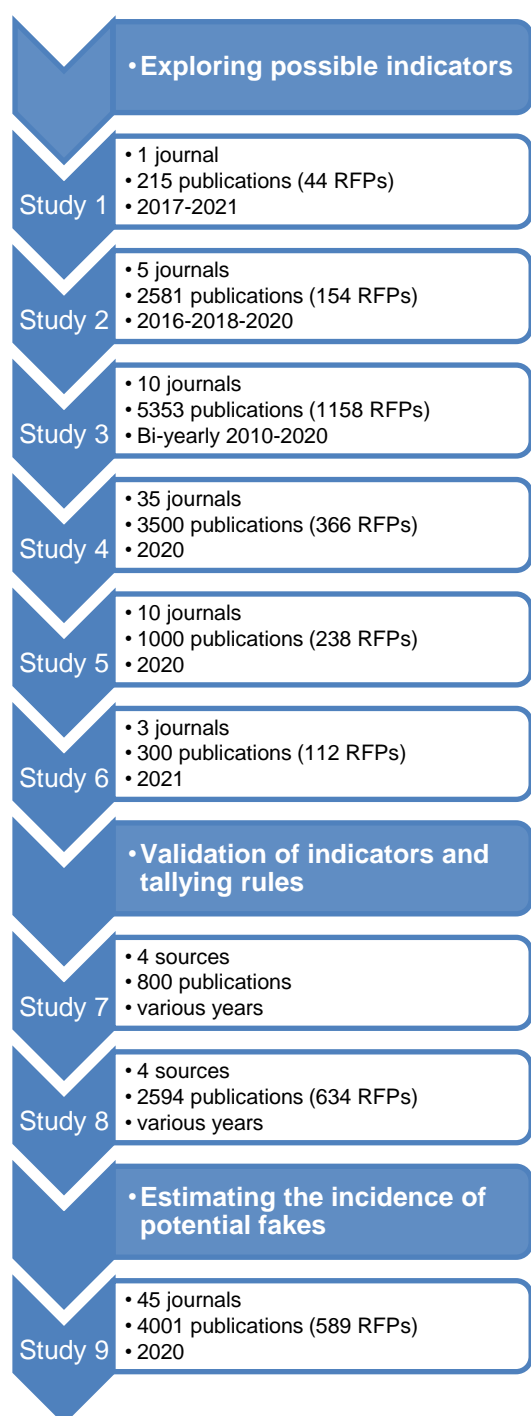 •Exploring possible indicators
Study 1
• 1 journal
• 215 publications (44 RFPs)
• 2017-2021
Study 2
• 5 journals
• 2581 publications (154 RFPs)
• 2016-2018-2020
Study 3
• 10 journals
• 5353 publications (1158 RFPs)
• Bi-yearly 2010-2020
Study 4
• 35 journals
• 3500 publications (366 RFPs)
• 2020
Study 5
• 10 journals
• 1000 publications (238 RFPs)
• 2020
Study 6
• 3 journals
• 300 publications (112 RFPs)
• 2021
•Validation of indicators and
tallying rules
Study 7
• 4 sources
• 800 publications
• various years
Study 8
• 4 sources
• 2594 publications (634 RFPs)
• various years
•Estimating the incidence of
potential fakes
Study 9
• 45 journals
• 4001 publications (589 RFPs)
• 2020